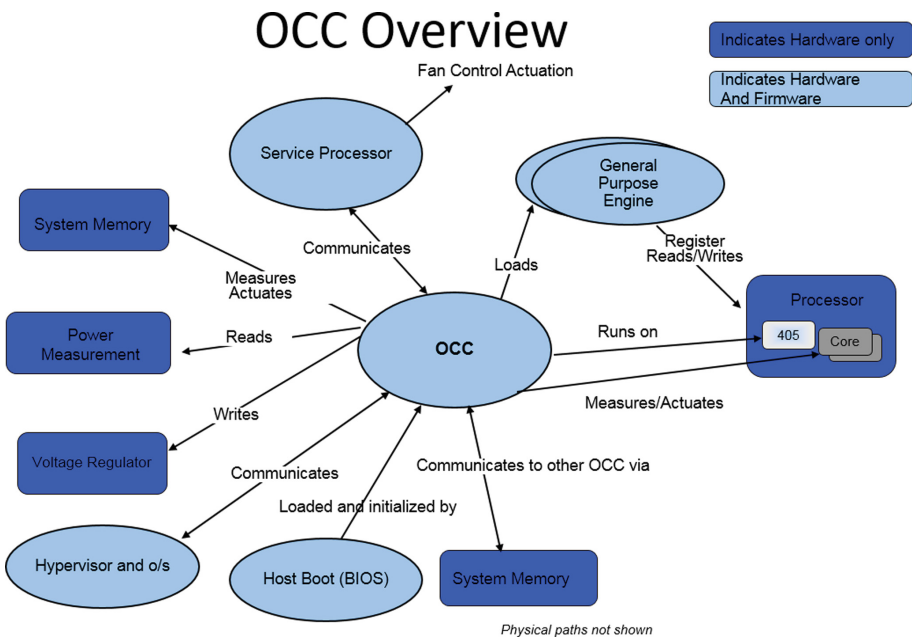 OCC Overview
Indicates Hardware only
Indicates Hardware
And Firmware
Fan Control Actuation
Service Processor
General
Purpose
Engine
System Memory
Communicates
Register
Reads/Writes
Loads
Measures
Actuates
Processor
405
Core
Power
Measurement
Reads
OCC
Runs on
Measures/Actuates
Writes
Voltage Regulator
Communicates
Communicates to other OCC via
Loaded and initialized by
Hypervisor and o/s
Host Boot (BIOS)
System Memory
Physical paths not shown